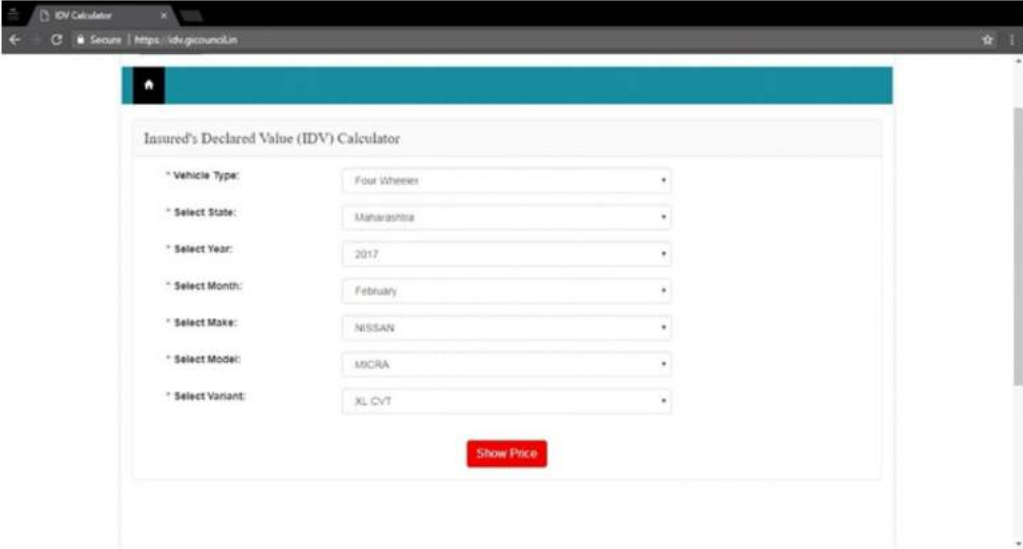 IDV Calculator
Secure | https://idv.gicouncil.in
Insured's Declared Value (IDV) Calculator
* Vehicle Type: Four Wheeler
* Select State: Maharashtra
* Select Year: 2017
* Select Month: February
* Select Make: NISSAN
* Select Model: MICRA
* Select Variant: XL CVT
Show Price